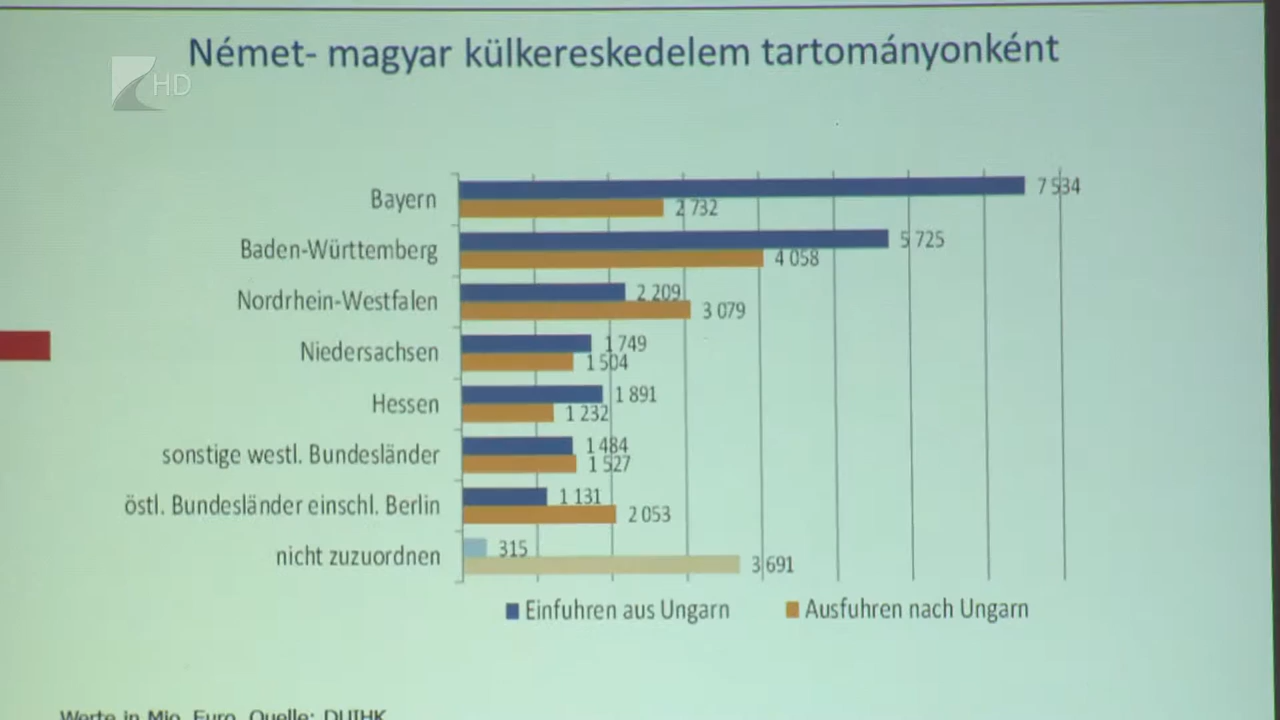 Német- magyar külkereskedelem tartományonként
HD
Bayern
7 534
2 732
Baden-Württemberg
5 725
4 058
Nordrhein-Westfalen
2 209
3 079
Niedersachsen
1 749
1 504
Hessen
1 891
1 232
sonstige westl. Bundesländer
1 484
1 527
östl. Bundesländer einschl. Berlin
1 131
2 053
nicht zuzuordnen
315
3 691
Einfuhren aus Ungarn
Ausfuhren nach Ungarn
Werte in Mio. Euro. Quelle: DUIHK